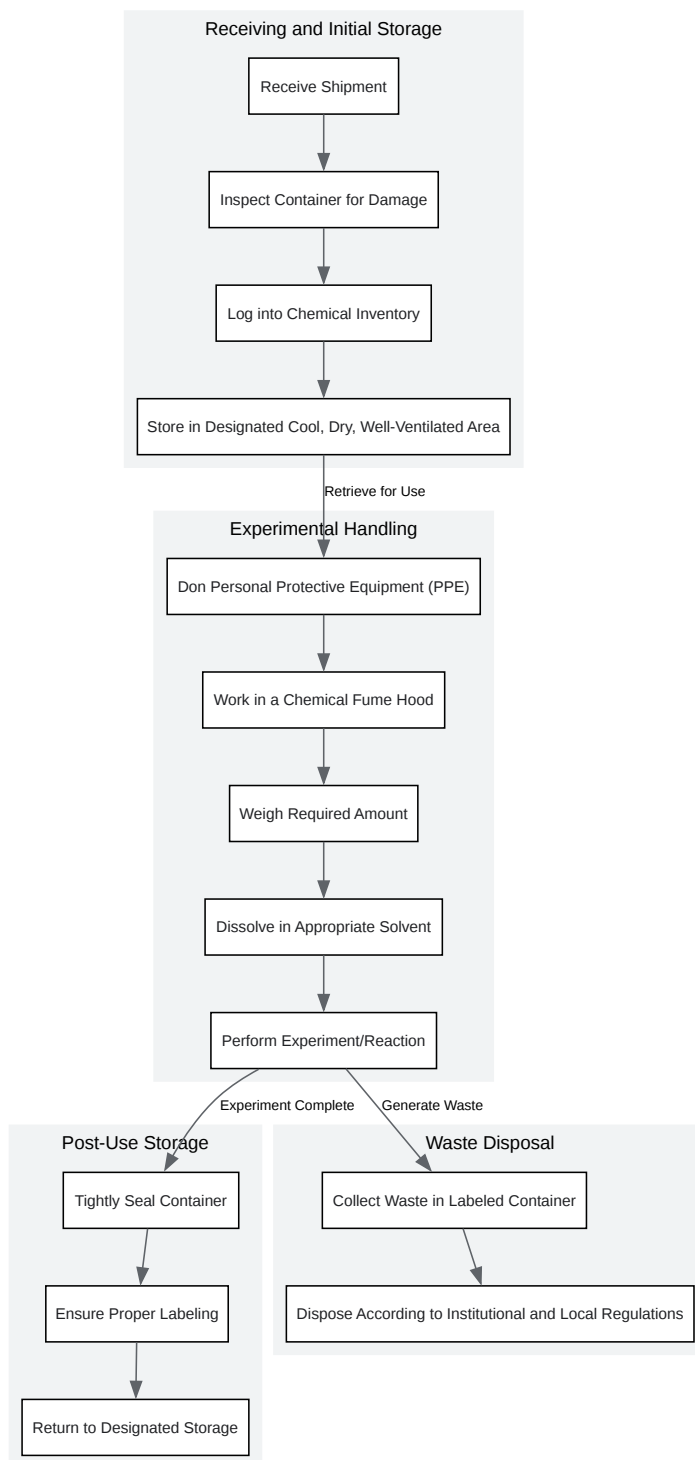 Receiving and Initial Storage
Receive Shipment
Inspect Container for Damage
Log into Chemical Inventory
Store in Designated Cool, Dry, Well-Ventilated Area
Retrieve for Use
Experimental Handling
Don Personal Protective Equipment (PPE)
Work in a Chemical Fume Hood
Weigh Required Amount
Dissolve in Appropriate Solvent
Perform Experiment/Reaction
Experiment Complete
Generate Waste
Post-Use Storage
Tightly Seal Container
Ensure Proper Labeling
Return to Designated Storage
Waste Disposal
Collect Waste in Labeled Container
Dispose According to Institutional and Local Regulations